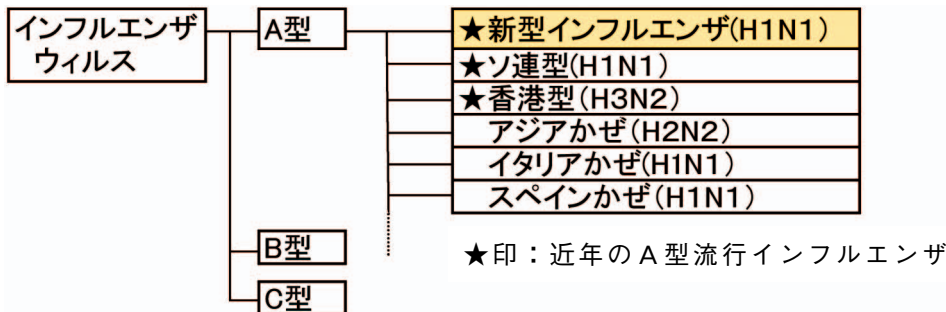 インフルエンザ
ウィルス
A型
★新型インフルエンザ(H1N1)
★ソ連型(H1N1)
★香港型(H3N2)
アジアかぜ(H2N2)
イタリアかぜ(H1N1)
スペインかぜ(H1N1)
B型
★印：近年のA型流行インフルエンザ
C型